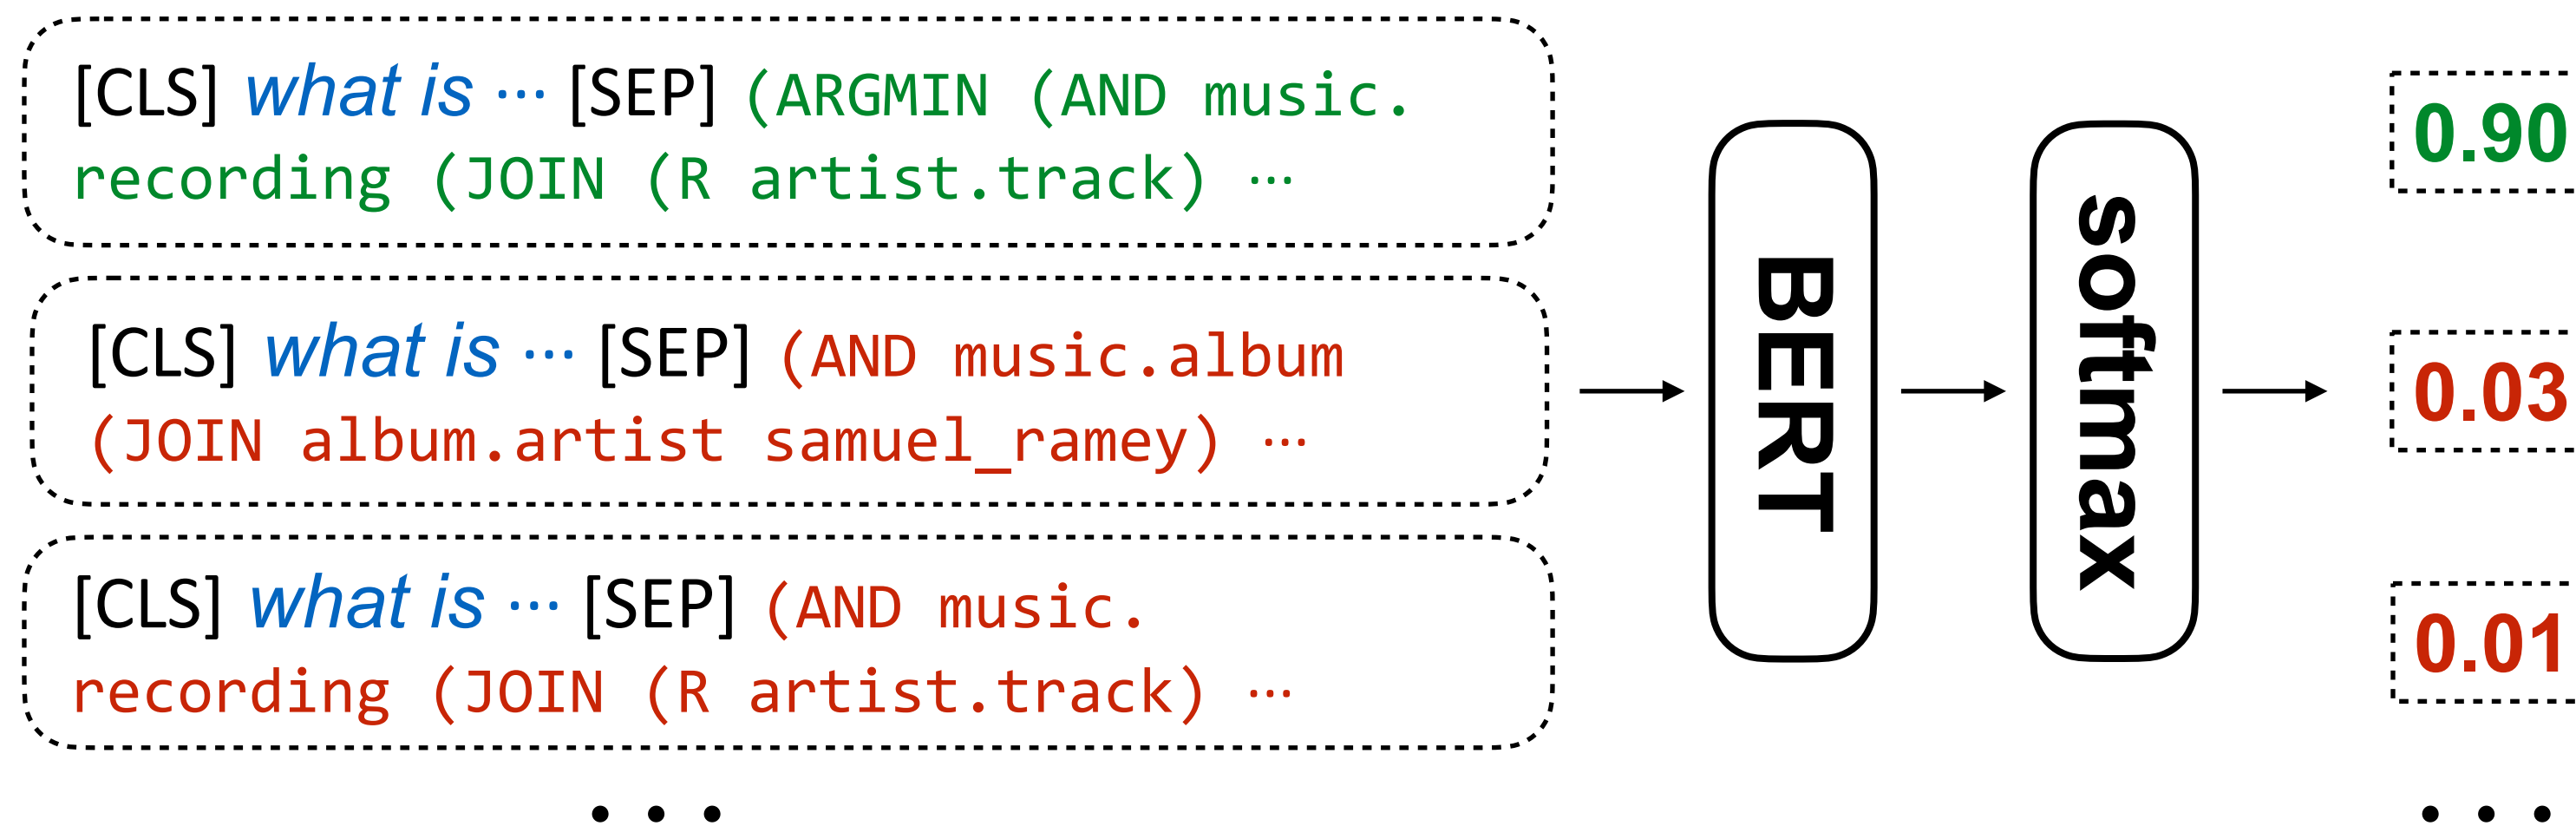 [CLS] what is ··· [SEP] (ARGMIN (AND music.
recording (JOIN (R artist.track) ···
[CLS] what is ··· [SEP] (AND music.album
(JOIN album.artist samuel_ramey) ···
[CLS] what is ··· [SEP] (AND music.
recording (JOIN (R artist.track) ···
• • •
BERT
softmax
0.90
0.03
0.01
• • •